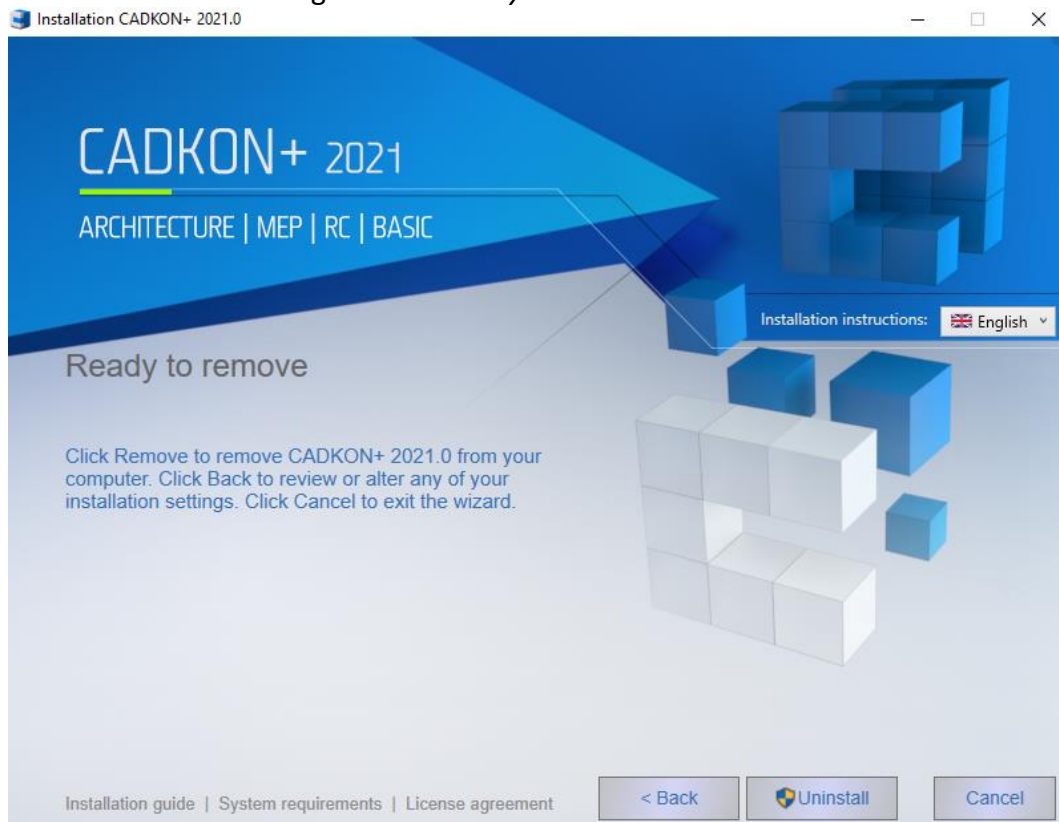 Installation CADKON+ 2021.0
CADKON+ 2021
ARCHITECTURE | MEP | RC | BASIC
Installation instructions: English
Ready to remove
Click Remove to remove CADKON+ 2021.0 from your
computer. Click Back to review or alter any of your
installation settings. Click Cancel to exit the wizard.
Installation guide | System requirements | License agreement
< Back Uninstall Cancel